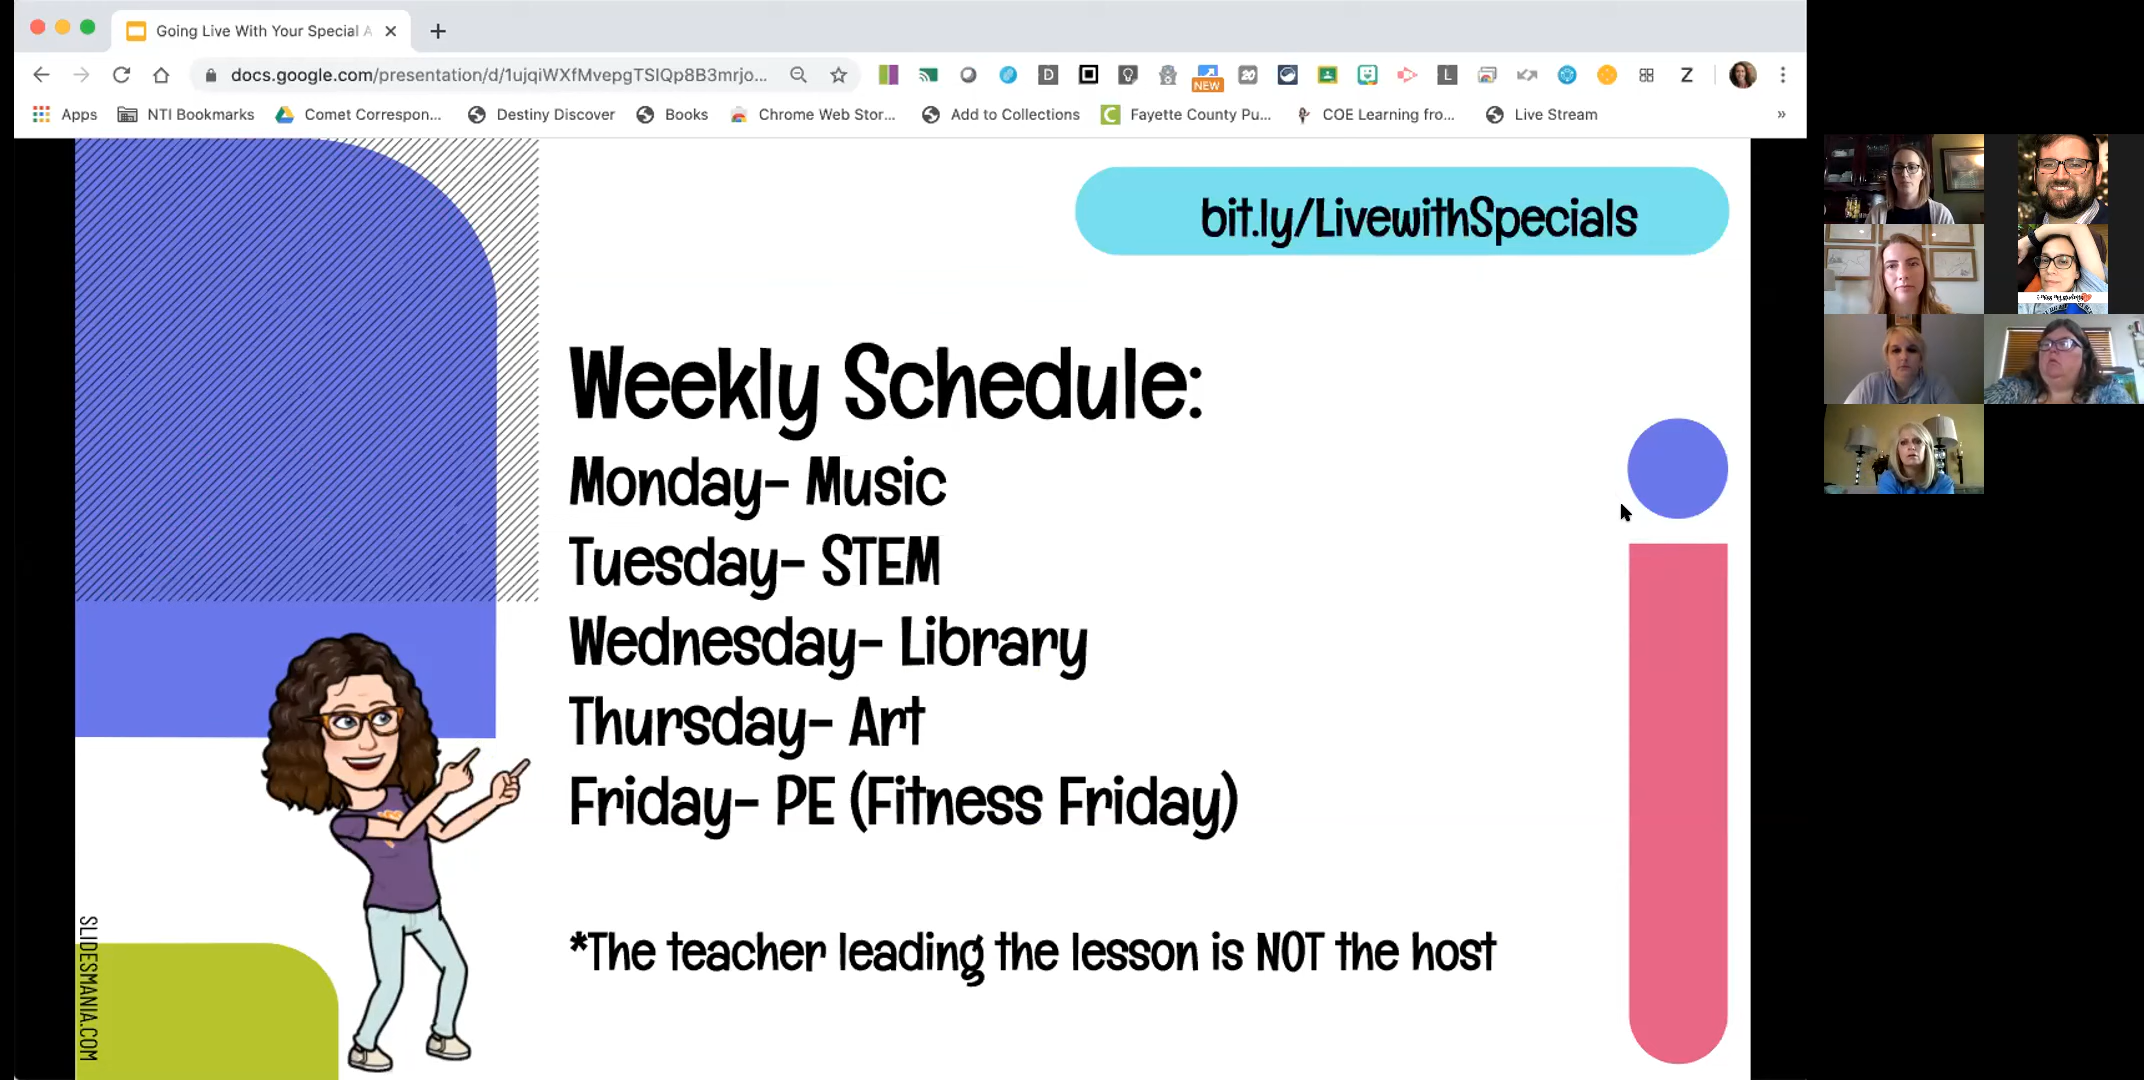 Going Live With Your Special A
docs.google.com/presentation/d/1ujqiWXfMvepgTSIQp8B3mrjo...
NEW
Apps
NTI Bookmarks
Comet Correspon...
Destiny Discover
Books
Chrome Web Stor...
Add to Collections
Fayette County Pu...
COE Learning fro...
Live Stream
bit.ly/LivewithSpecials
Weekly Schedule:
Monday- Music
Tuesday- STEM
Wednesday- Library
Thursday- Art
Friday- PE (Fitness Friday)
*The teacher leading the lesson is NOT the host
SLIDESMANIA.COM